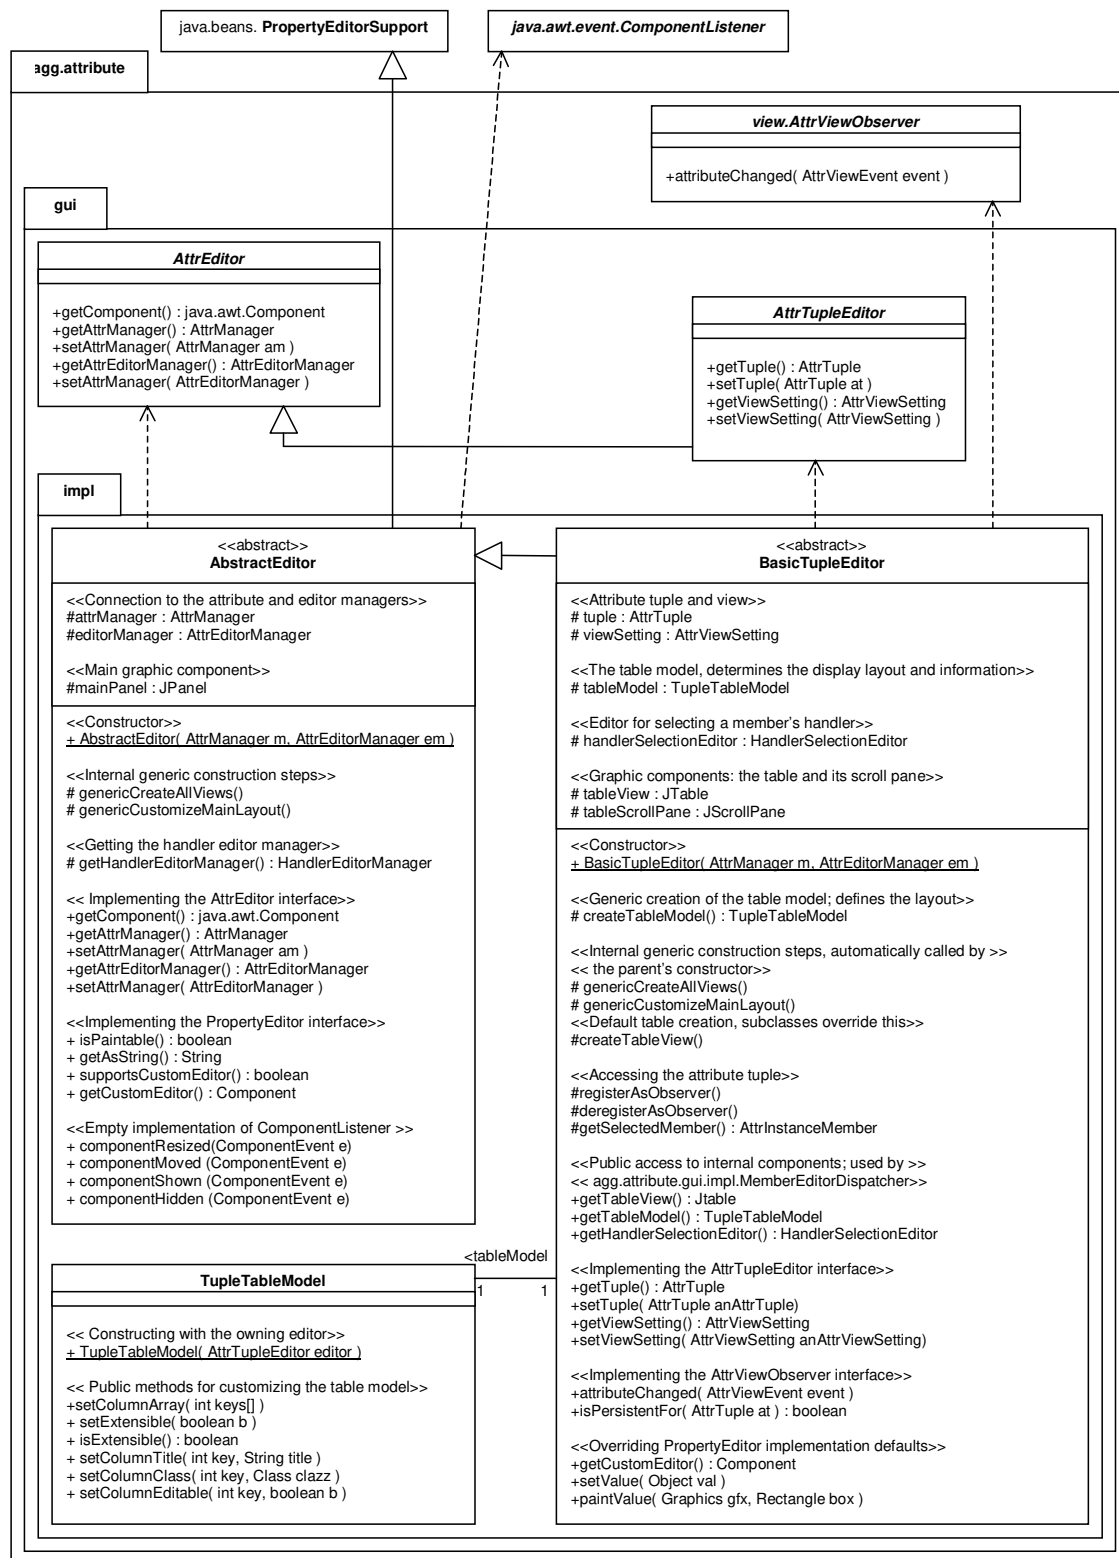 java.beans. PropertyEditorSupport
java.awt.event.ComponentListener
agg.attribute
view.AttrViewObserver
+attributeChanged( AttrViewEvent event )
gui
AttrEditor
+getComponent() : java.awt.Component
+getAttrManager() : AttrManager
+setAttrManager( AttrManager am )
+getAttrEditorManager() : AttrEditorManager
+setAttrManager( AttrEditorManager )
AttrTupleEditor
+getTuple() : AttrTuple
+setTuple( AttrTuple at )
+getViewSetting() : AttrViewSetting
+setViewSetting( AttrViewSetting )
impl
<<abstract>>
AbstractEditor
<<Connection to the attribute and editor managers>>
#attrManager : AttrManager
#editorManager : AttrEditorManager
<<Main graphic component>>
#mainPanel : JPanel
<<Constructor>>
+ AbstractEditor( AttrManager m, AttrEditorManager em )
<<Internal generic construction steps>>
# genericCreateAllViews()
# genericCustomizeMainLayout()
<<Getting the handler editor manager>>
# getHandlerEditorManager() : HandlerEditorManager
<< Implementing the AttrEditor interface>>
+getComponent() : java.awt.Component
+getAttrManager() : AttrManager
+setAttrManager( AttrManager am )
+getAttrEditorManager() : AttrEditorManager
+setAttrManager( AttrEditorManager )
<<Implementing the PropertyEditor interface>>
+ isPaintable() : boolean
+ getAsString() : String
+ supportsCustomEditor() : boolean
+ getCustomEditor() : Component
<<Empty implementation of ComponentListener >>
+ componentResized(ComponentEvent e)
+ componentMoved (ComponentEvent e)
+ componentShown (ComponentEvent e)
+ componentHidden (ComponentEvent e)
<<abstract>>
BasicTupleEditor
<<Attribute tuple and view>>
# tuple : AttrTuple
# viewSetting : AttrViewSetting
<<The table model, determines the display layout and information>>
# tableModel : TupleTableModel
<<Editor for selecting a member's handler>>
# handlerSelectionEditor : HandlerSelectionEditor
<<Graphic components: the table and its scroll pane>>
# tableView : JTable
# tableScrollPane : JScrollPane
<<Constructor>>
+ BasicTupleEditor( AttrManager m, AttrEditorManager em )
<<Generic creation of the table model; defines the layout>>
# createTableModel() : TupleTableModel
<<Internal generic construction steps, automatically called by >>
<< the parent's constructor>>
# genericCreateAllViews()
# genericCustomizeMainLayout()
<<Default table creation, subclasses override this>>
#createTableView()
<<Accessing the attribute tuple>>
#registerAsObserver()
#deregisterAsObserver()
#getSelectedMember() : AttrInstanceMember
<<Public access to internal components; used by >>
<< agg.attribute.gui.impl.MemberEditorDispatcher>>
+getTableView() : Jtable
+getTableModel() : TupleTableModel
+getHandlerSelectionEditor() : HandlerSelectionEditor
<<Implementing the AttrTupleEditor interface>>
+getTuple() : AttrTuple
+setTuple( AttrTuple anAttrTuple)
+getViewSetting() : AttrViewSetting
+setViewSetting( AttrViewSetting anAttrViewSetting)
<<Implementing the AttrViewObserver interface>>
+attributeChanged( AttrViewEvent event )
+isPersistentFor( AttrTuple at ) : boolean
<<Overriding PropertyEditor implementation defaults>>
+getCustomEditor() : Component
+setValue( Object val )
+paintValue( Graphics gfx, Rectangle box )
<tableModel
1 1
TupleTableModel
<< Constructing with the owning editor>>
+ TupleTableModel( AttrTupleEditor editor )
<< Public methods for customizing the table model>>
+setColumnArray( int keys[] )
+ setExtensible( boolean b )
+ isExtensible() : boolean
+ setColumnTitle( int key, String title )
+ setColumnClass( int key, Class clazz )
+ setColumnEditable( int key, boolean b )